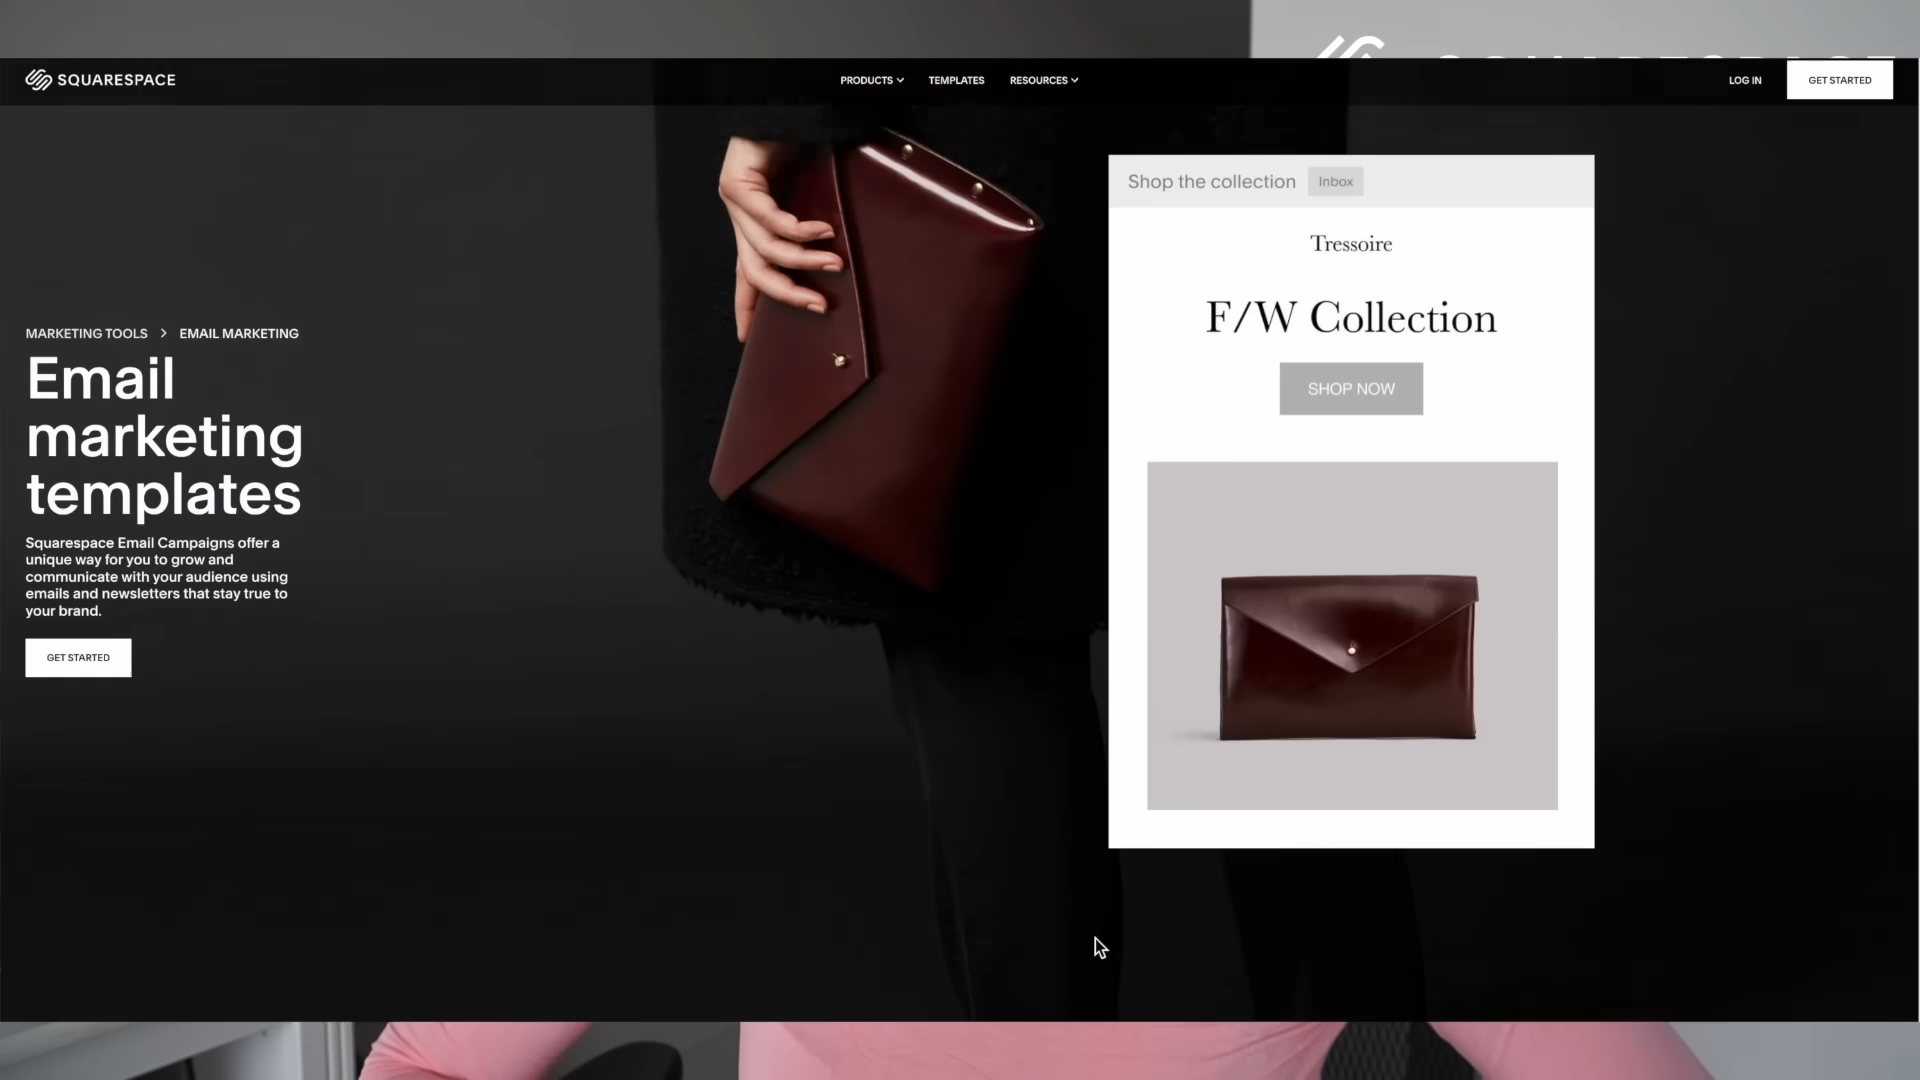 SQUARESPACE
PRODUCTS
TEMPLATES
RESOURCES
LOG IN
GET STARTED
MARKETING TOOLS > EMAIL MARKETING
Email
marketing
templates
Squarespace Email Campaigns offer a
unique way for you to grow and
communicate with your audience using
emails and newsletters that stay true to
your brand.
GET STARTED
Shop the collection
Inbox
Tressoire
F/W Collection
SHOP NOW